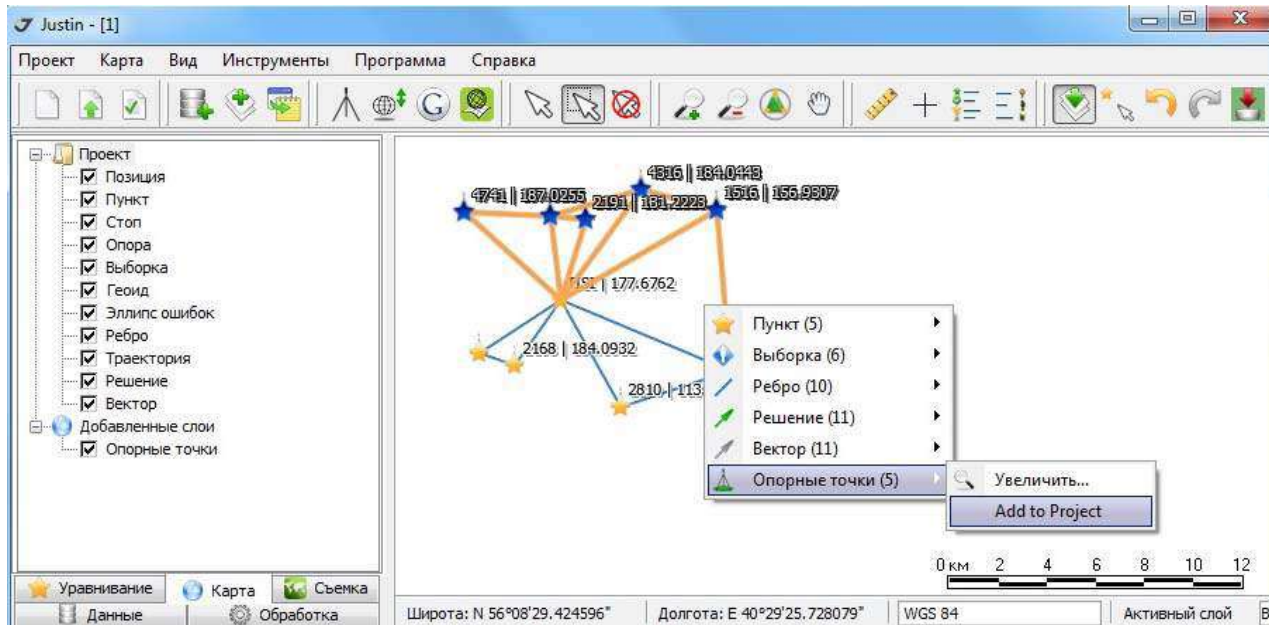 Justin - [1]
Проект Карта Вид Инструменты Программа Справка
Проект
Позиция
Пункт
Стоп
Опора
Выборка
Геоид
Эллипс ошибок
Ребро
Траектория
Решение
Вектор
Добавленные слои
Опорные точки
Уравнивание Карта Съемка
Данные Обработка
4316 | 184.0443
4741 | 187.0255
2191 | 131.2223
1516 | 156.9307
| 177.6762
2168 | 184.0932
2810 | 113
Пункт (5)
Выборка (6)
Ребро (10)
Решение (11)
Вектор (11)
Опорные точки (5)
Увеличить...
Add to Project
0 км 2 4 6 8 10 12
Широта: N 56°08'29.424596" Долгота: E 40°29'25.728079" WGS 84 Активный слой